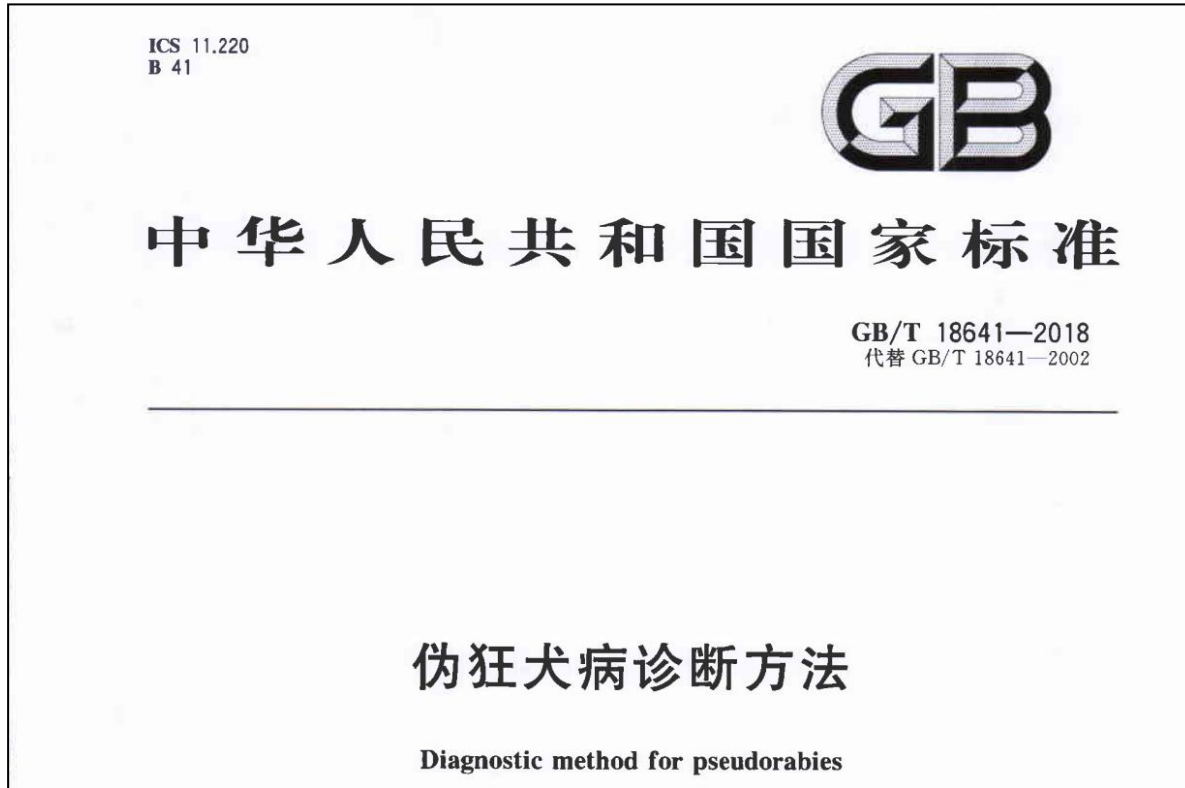 ICS 11.220
B 41
GB
中华人民共和国国家标准
GB/T 18641—2018
代替 GB/T 18641—2002
伪狂犬病诊断方法
Diagnostic method for pseudorabies